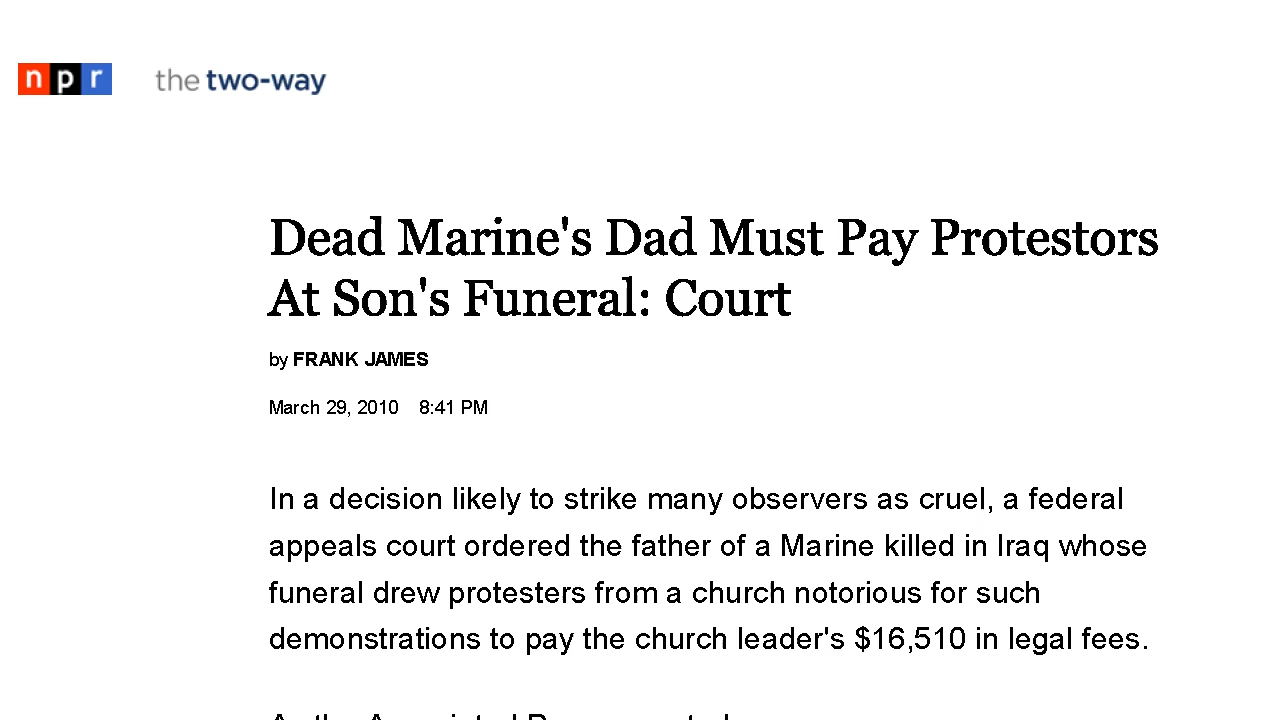 npr the two-way
Dead Marine's Dad Must Pay Protestors
At Son's Funeral: Court
by FRANK JAMES
March 29, 2010 8:41 PM
In a decision likely to strike many observers as cruel, a federal
appeals court ordered the father of a Marine killed in Iraq whose
funeral drew protesters from a church notorious for such
demonstrations to pay the church leader's $16,510 in legal fees.